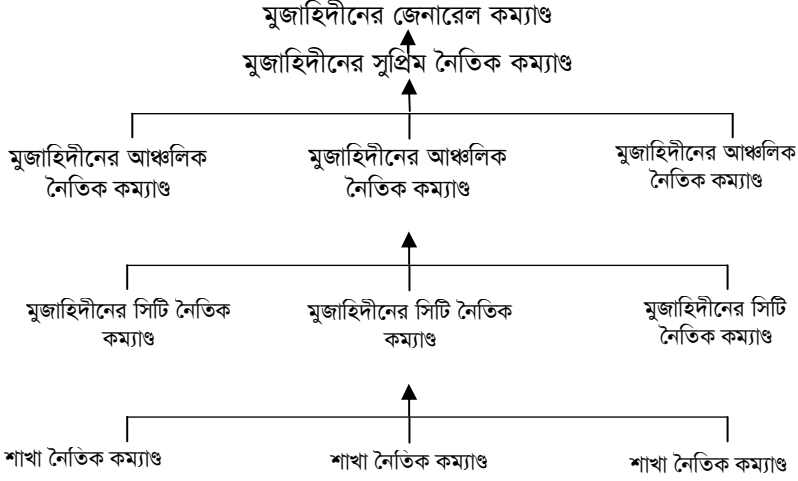 মুজাহিদীনের জেনারেল কম্যাণ্ড
মুজাহিদীনের সুপ্রিম নৈতিক কম্যাণ্ড
মুজাহিদীনের আঞ্চলিক
নৈতিক কম্যাণ্ড
মুজাহিদীনের আঞ্চলিক
নৈতিক কম্যাণ্ড
মুজাহিদীনের আঞ্চলিক
নৈতিক কম্যাণ্ড
মুজাহিদীনের সিটি নৈতিক
কম্যাণ্ড
মুজাহিদীনের সিটি নৈতিক
কম্যাণ্ড
মুজাহিদীনের সিটি
নৈতিক কম্যাণ্ড
শাখা নৈতিক কম্যাণ্ড
শাখা নৈতিক কম্যাণ্ড
শাখা নৈতিক কম্যাণ্ড